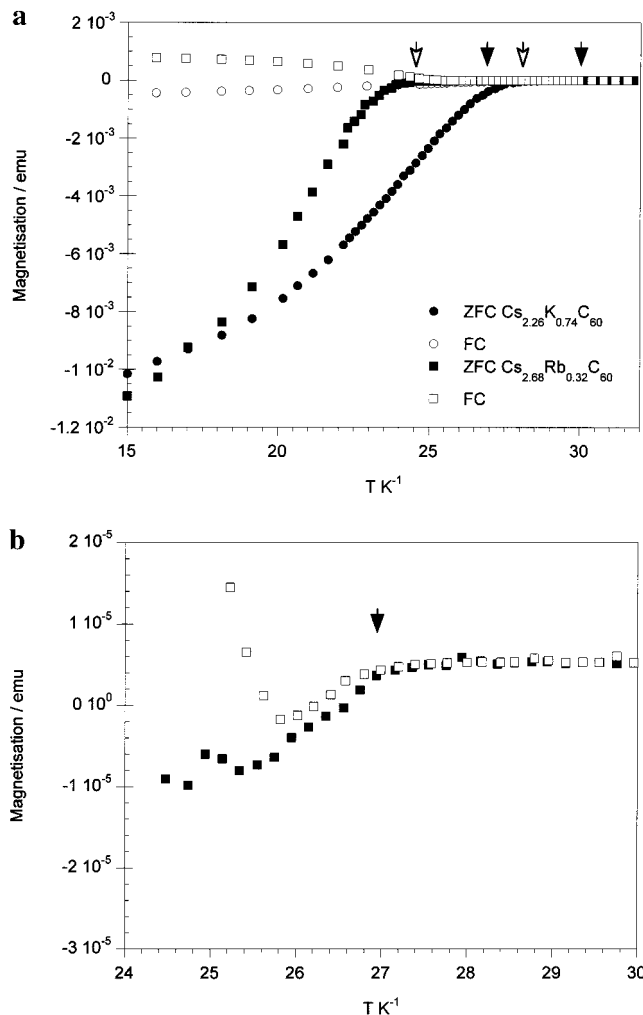 a
2 10⁻³
0
-2 10⁻³
-4 10⁻³
-6 10⁻³
-8 10⁻³
-1 10⁻²
-1.2 10⁻²
Magnetisation / emu
ZFC Cs₂.₂₆K₀.₇₄C₆₀
FC
ZFC Cs₂.₆₈Rb₀.₃₂C₆₀
FC
15 20 25 30
T K⁻¹
b
2 10⁻⁵
1 10⁻⁵
0 10⁰
-1 10⁻⁵
-2 10⁻⁵
-3 10⁻⁵
Magnetisation / emu
24 25 26 27 28 29 30
T K⁻¹